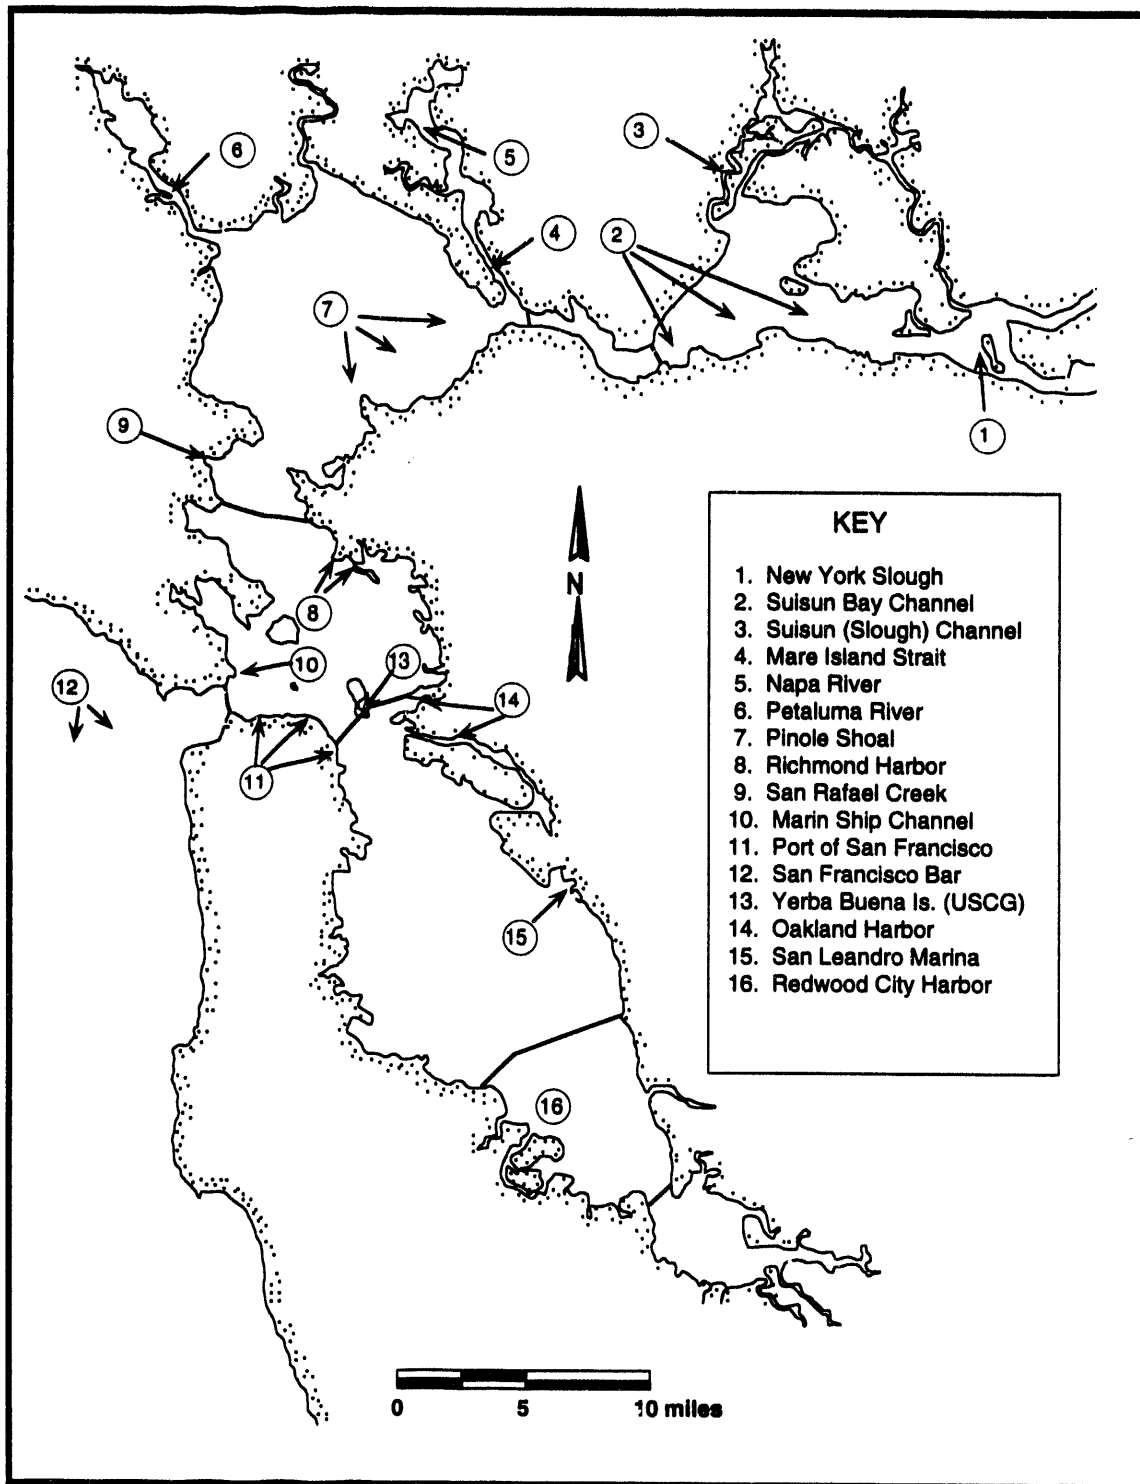 3
6
5
4
2
7
9
1
KEY
1. New York Slough
2. Suisun Bay Channel
3. Suisun (Slough) Channel
4. Mare Island Strait
5. Napa River
6. Petaluma River
7. Pinole Shoal
8. Richmond Harbor
9. San Rafael Creek
10. Marin Ship Channel
11. Port of San Francisco
12. San Francisco Bar
13. Yerba Buena Is. (USCG)
14. Oakland Harbor
15. San Leandro Marina
16. Redwood City Harbor
N
8
10
13
12
14
11
15
16
0 5 10 miles